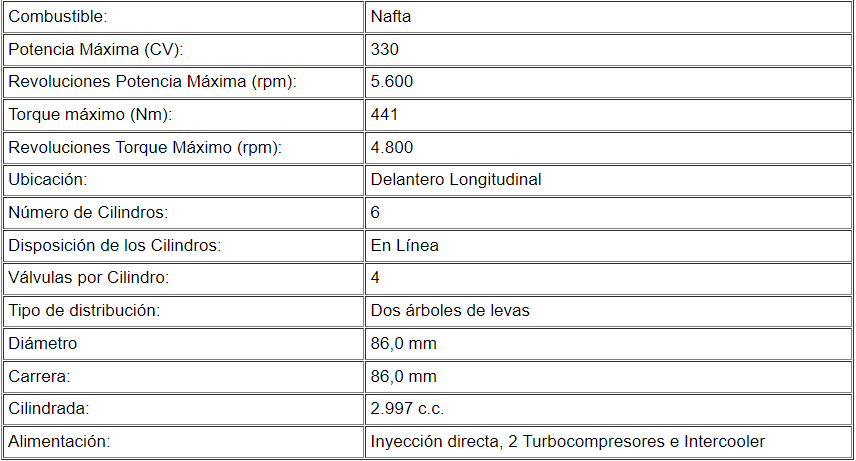 Combustible: Nafta
Potencia Máxima (CV): 330
Revoluciones Potencia Máxima (rpm): 5.600
Torque máximo (Nm): 441
Revoluciones Torque Máximo (rpm): 4.800
Ubicación: Delantero Longitudinal
Número de Cilindros: 6
Disposición de los Cilindros: En Línea
Válvulas por Cilindro: 4
Tipo de distribución: Dos árboles de levas
Diámetro 86,0 mm
Carrera: 86,0 mm
Cilindrada: 2.997 c.c.
Alimentación: Inyección directa, 2 Turbocompresores e Intercooler